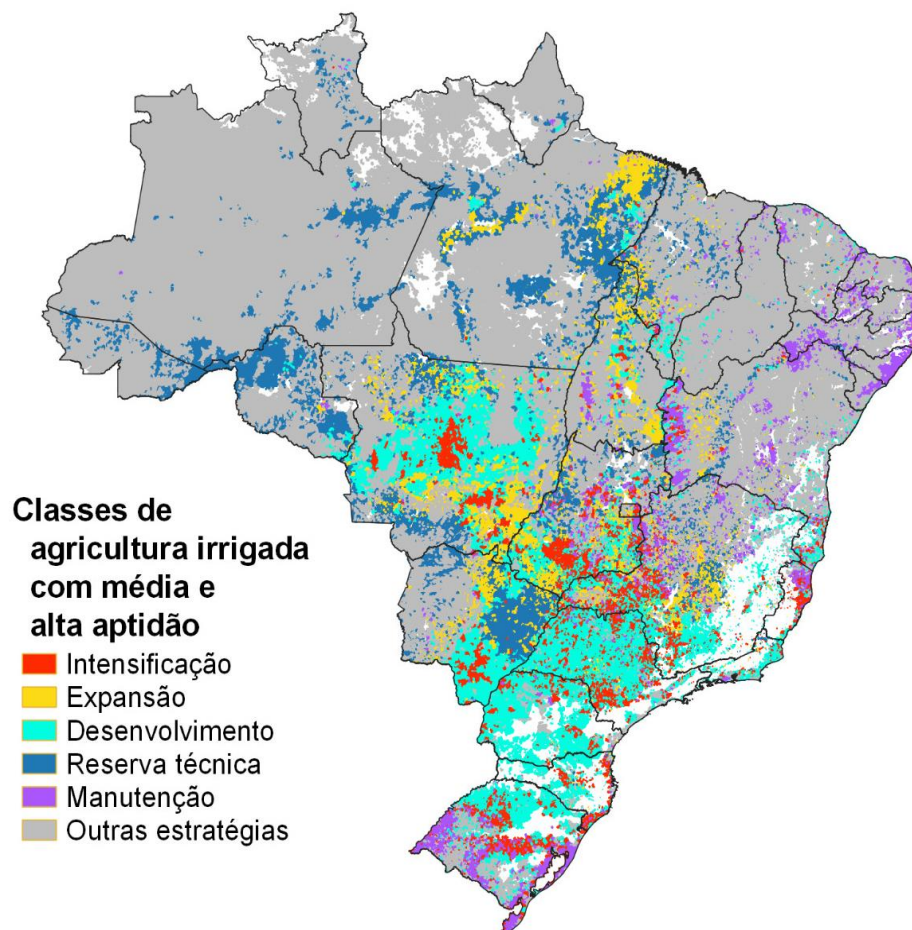 Classes de
agricultura irrigada
com média e
alta aptidão
Intensificação
Expansão
Desenvolvimento
Reserva técnica
Manutenção
Outras estratégias